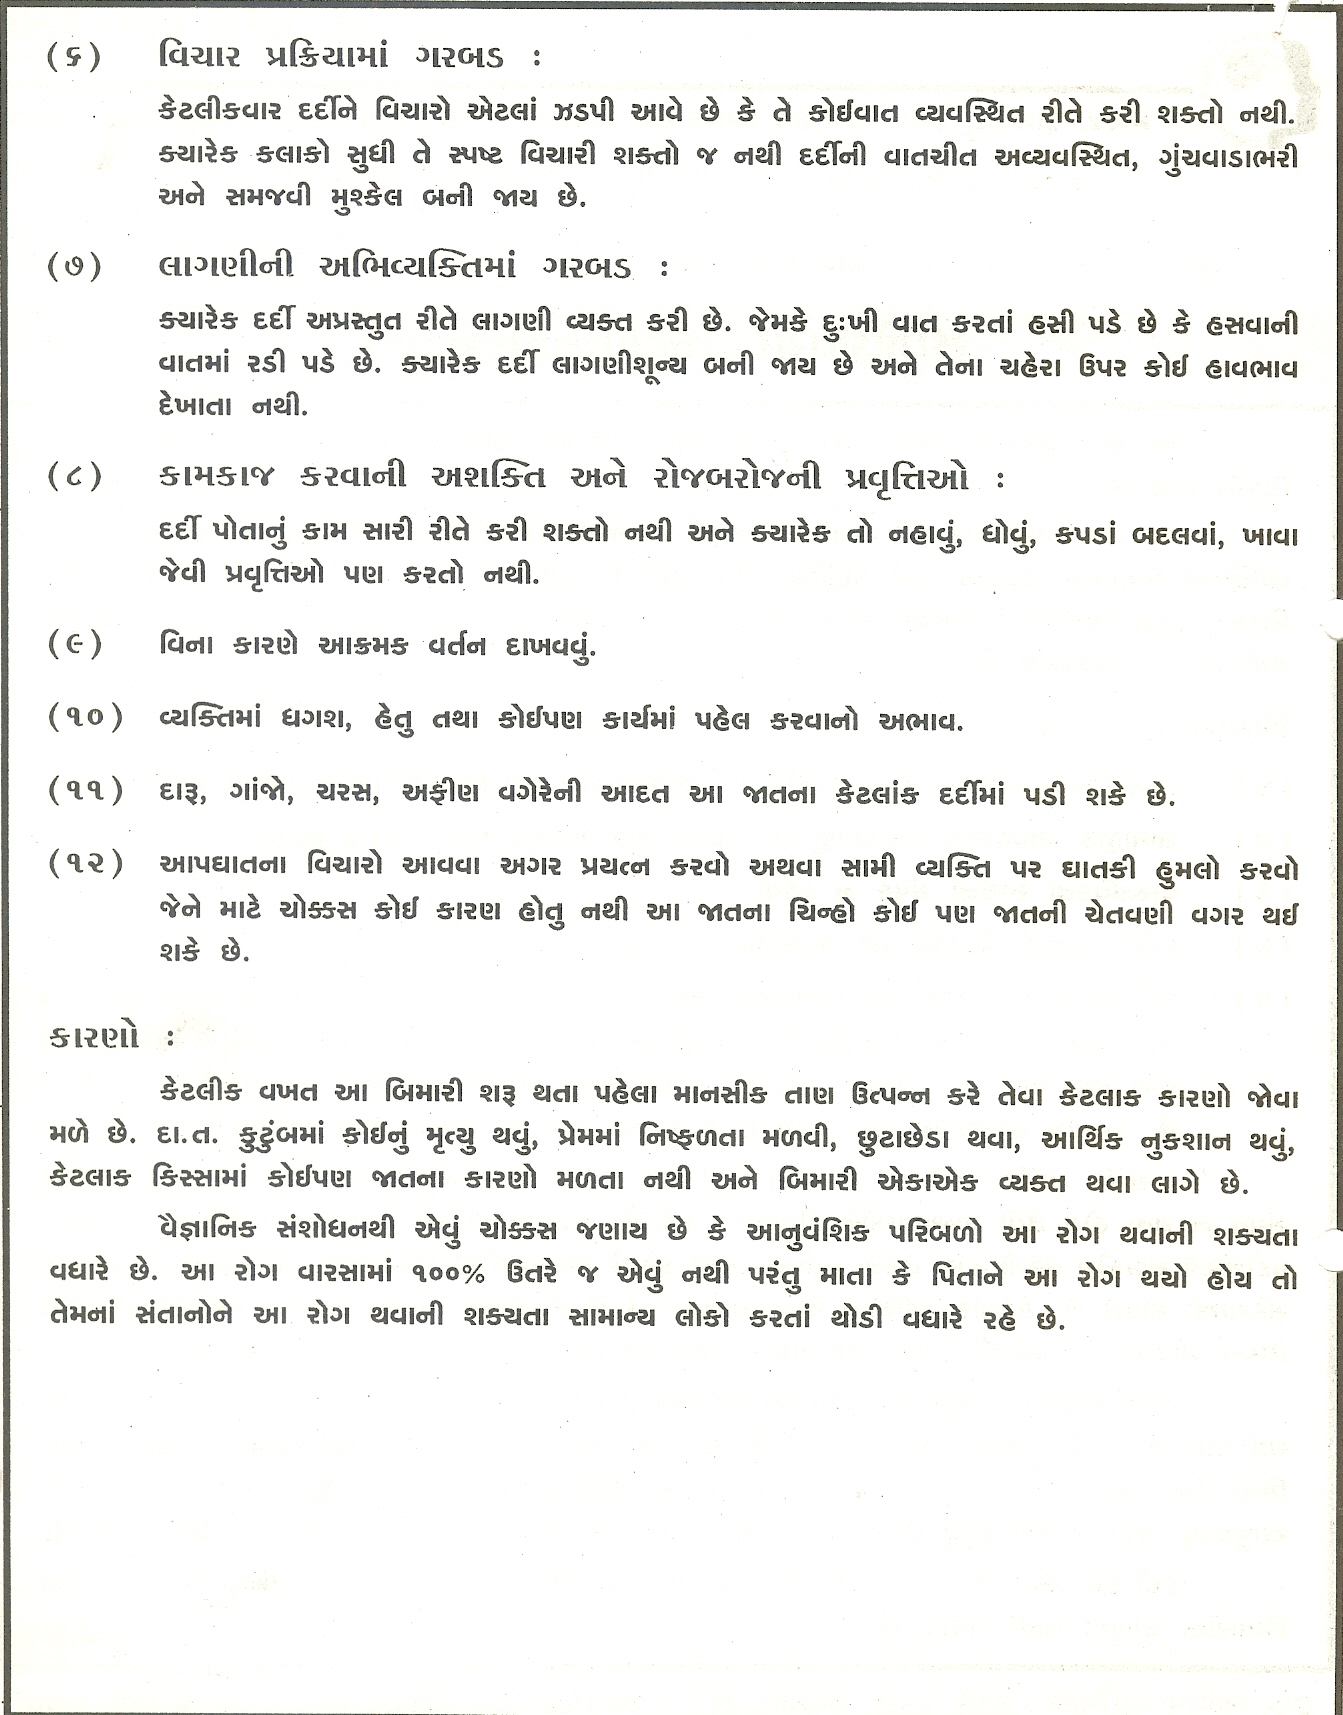 (૬) વિચાર પ્રક્રિયામાં ગરબડ :
કેટલીકવાર દર્દીને વિચારો એટલાં ઝડપી આવે છે કે તે કોઈવાત વ્યવસ્થિત રીતે કરી શક્તો નથી.
ક્યારેક કલાકો સુધી તે સ્પષ્ટ વિચારી શક્તો જ નથી દર્દીની વાતચીત અવ્યવસ્થિત, ગુંચવાડાભરી
અને સમજવી મુશ્કેલ બની જાય છે.
(૭) લાગણીની અભિવ્યક્તિમાં ગરબડ :
ક્યારેક દર્દી અપ્રસ્તુત રીતે લાગણી વ્યક્ત કરી છે. જેમકે દુઃખી વાત કરતાં હસી પડે છે કે હસવાની
વાતમાં રડી પડે છે. ક્યારેક દર્દી લાગણીશૂન્ય બની જાય છે અને તેના ચહેરા ઉપર કોઈ હાવભાવ
દેખાતા નથી.
(૮) કામકાજ કરવાની અશક્તિ અને રોજબરોજની પ્રવૃત્તિઓ :
દર્દી પોતાનું કામ સારી રીતે કરી શક્તો નથી અને ક્યારેક તો નહાવું, ધોવું, કપડાં બદલવાં, ખાવા
જેવી પ્રવૃત્તિઓ પણ કરતો નથી.
(૯) વિના કારણે આક્રમક વર્તન દાખવવું.
(૧૦) વ્યક્તિમાં ધગશ, હેતુ તથા કોઈપણ કાર્યમાં પહેલ કરવાનો અભાવ.
(૧૧) દારૂ, ગાંજો, ચરસ, અફીણ વગેરેની આદત આ જાતના કેટલાંક દર્દીમાં પડી શકે છે.
(૧૨) આપઘાતના વિચારો આવવા અગર પ્રયત્ન કરવો અથવા સામી વ્યક્તિ પર ઘાતકી હુમલો કરવો
જેને માટે ચોક્કસ કોઈ કારણ હોતુ નથી આ જાતના ચિન્હો કોઈ પણ જાતની ચેતવણી વગર થઈ
શકે છે.
કારણો :
કેટલીક વખત આ બિમારી શરૂ થતા પહેલા માનસીક તાણ ઉત્પન્ન કરે તેવા કેટલાક કારણો જોવા
મળે છે. દા.ત. કુટુંબમાં કોઈનું મૃત્યુ થવું, પ્રેમમાં નિષ્ફળતા મળવી, છુટાછેડા થવા, આર્થિક નુકશાન થવું,
કેટલાક કિસ્સામાં કોઈપણ જાતના કારણો મળતા નથી અને બિમારી એકાએક વ્યક્ત થવા લાગે છે.
વૈજ્ઞાનિક સંશોધનથી એવું ચોક્કસ જણાય છે કે આનુવંશિક પરિબળો આ રોગ થવાની શક્યતા
વધારે છે. આ રોગ વારસામાં ૧૦૦% ઉતરે જ એવું નથી પરંતુ માતા કે પિતાને આ રોગ થયો હોય તો
તેમનાં સંતાનોને આ રોગ થવાની શક્યતા સામાન્ય લોકો કરતાં થોડી વધારે રહે છે.